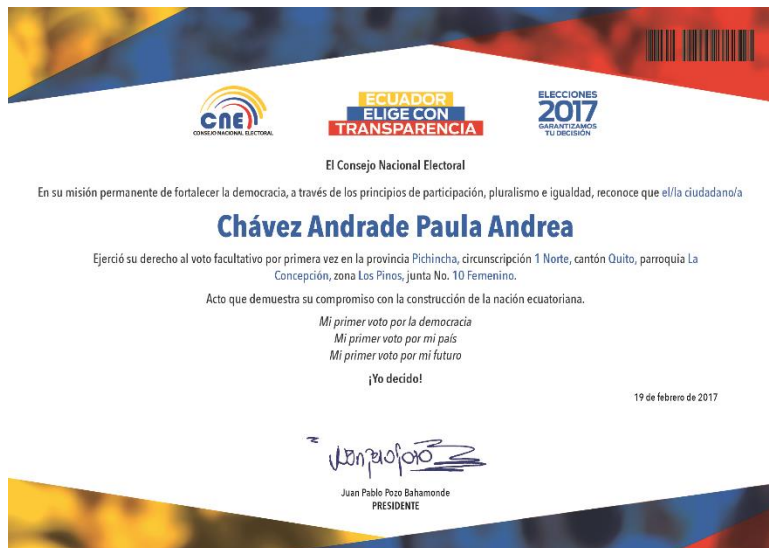 CNE
CONSEJO NACIONAL ELECTORAL
ECUADOR
ELIGE CON
TRANSPARENCIA
ELECCIONES
2017
GARANTIZAMOS
TU DECISIÓN
El Consejo Nacional Electoral
En su misión permanente de fortalecer la democracia, a través de los principios de participación, pluralismo e igualdad, reconoce que el/la ciudadano/a
Chávez Andrade Paula Andrea
Ejerció su derecho al voto facultativo por primera vez en la provincia Pichincha, circunscripción 1 Norte, cantón Quito, parroquia La
Concepción, zona Los Pinos, junta No. 10 Femenino.
Acto que demuestra su compromiso con la construcción de la nación ecuatoriana.
Mi primer voto por la democracia
Mi primer voto por mi país
Mi primer voto por mi futuro
¡Yo decido!
19 de febrero de 2017
Juan Pablo Pozo Bahamonde
PRESIDENTE